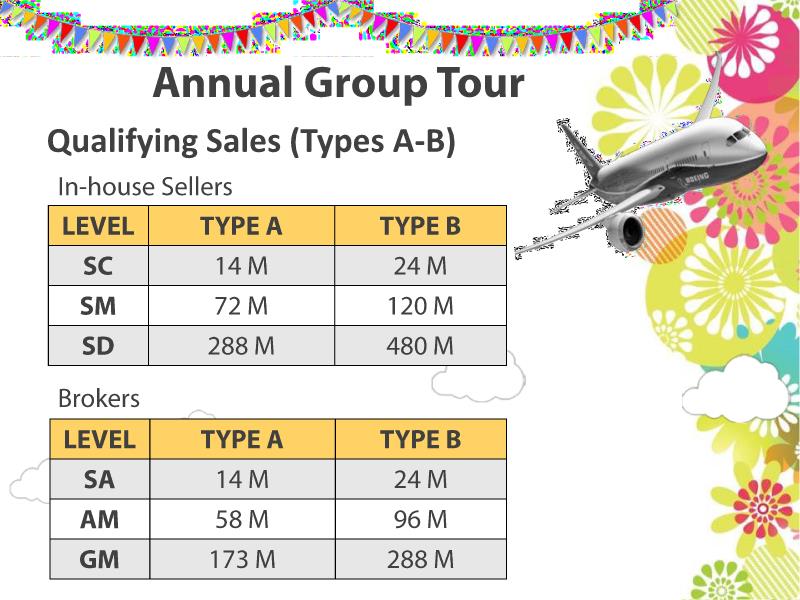 Annual Group Tour
Qualifying Sales (Types A-B)
In-house Sellers
LEVEL TYPE A TYPE B
SC 14 M 24 M
SM 72 M 120 M
SD 288 M 480 M
Brokers
LEVEL TYPE A TYPE B
SA 14 M 24 M
AM 58 M 96 M
GM 173 M 288 M
BOEING